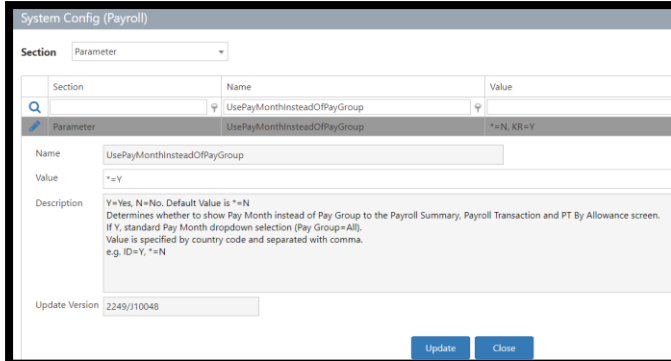 System Config (Payroll)
Section Parameter
Section Name Value
UsePayMonthInsteadOfPayGroup
Parameter UsePayMonthInsteadOfPayGroup *=N, KR=Y
Name UsePayMonthInsteadOfPayGroup
Value *=Y
Description Y=Yes, N=No. Default Value is *=N
Determines whether to show Pay Month instead of Pay Group to the Payroll Summary, Payroll Transaction and PT By Allowance screen.
If Y, standard Pay Month dropdown selection (Pay Group=All).
Value is specified by country code and separated with comma.
e.g. ID=Y, *=N
Update Version 2249/J10048
Update Close